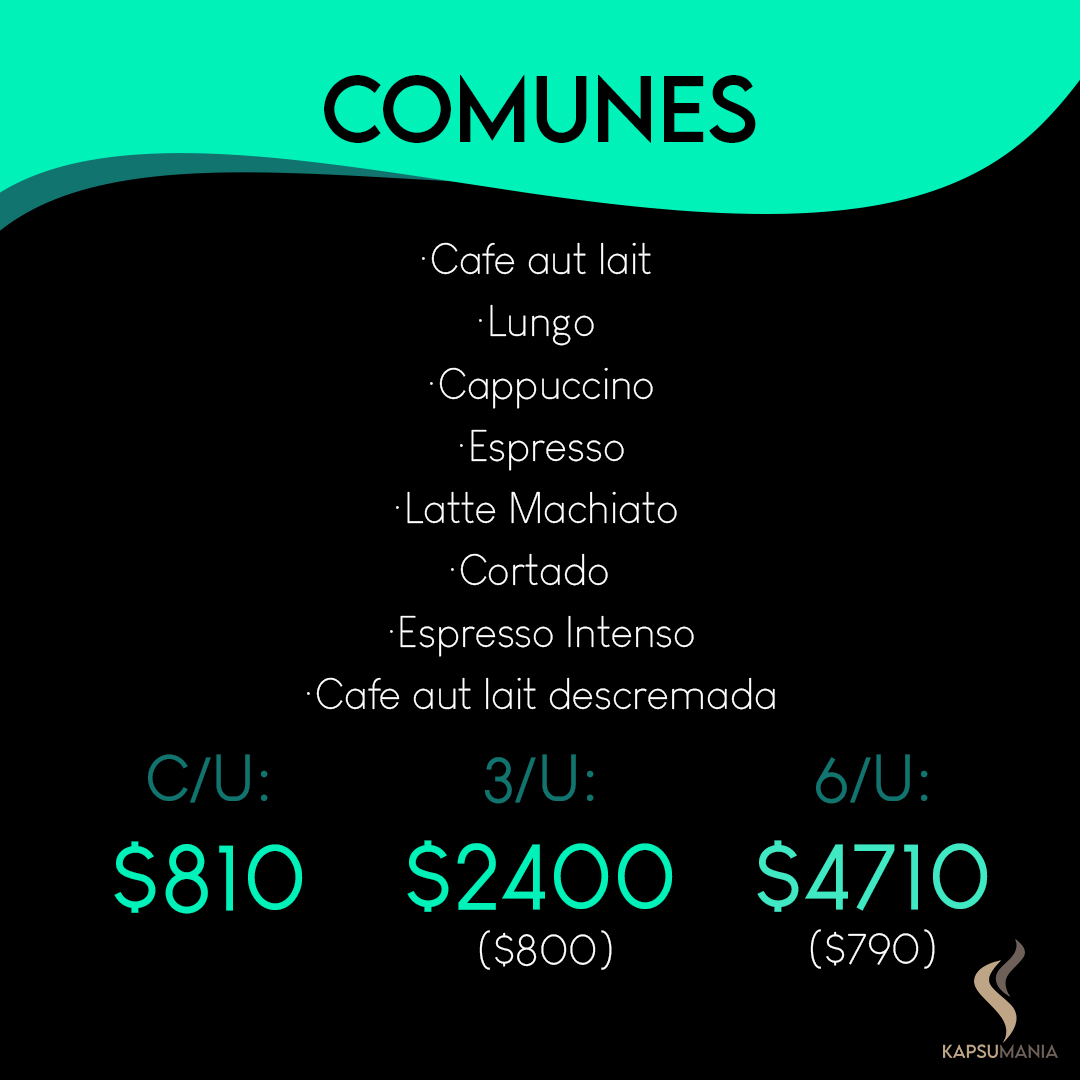 COMUNES
·Cafe aut lait
·Lungo
·Cappuccino
·Espresso
·Latte Machiato
·Cortado
·Espresso Intenso
·Cafe aut lait descremada
C/U: 3/U: 6/U:
$810 $2400 $4710
($800) ($790)
KAPSUMANIA